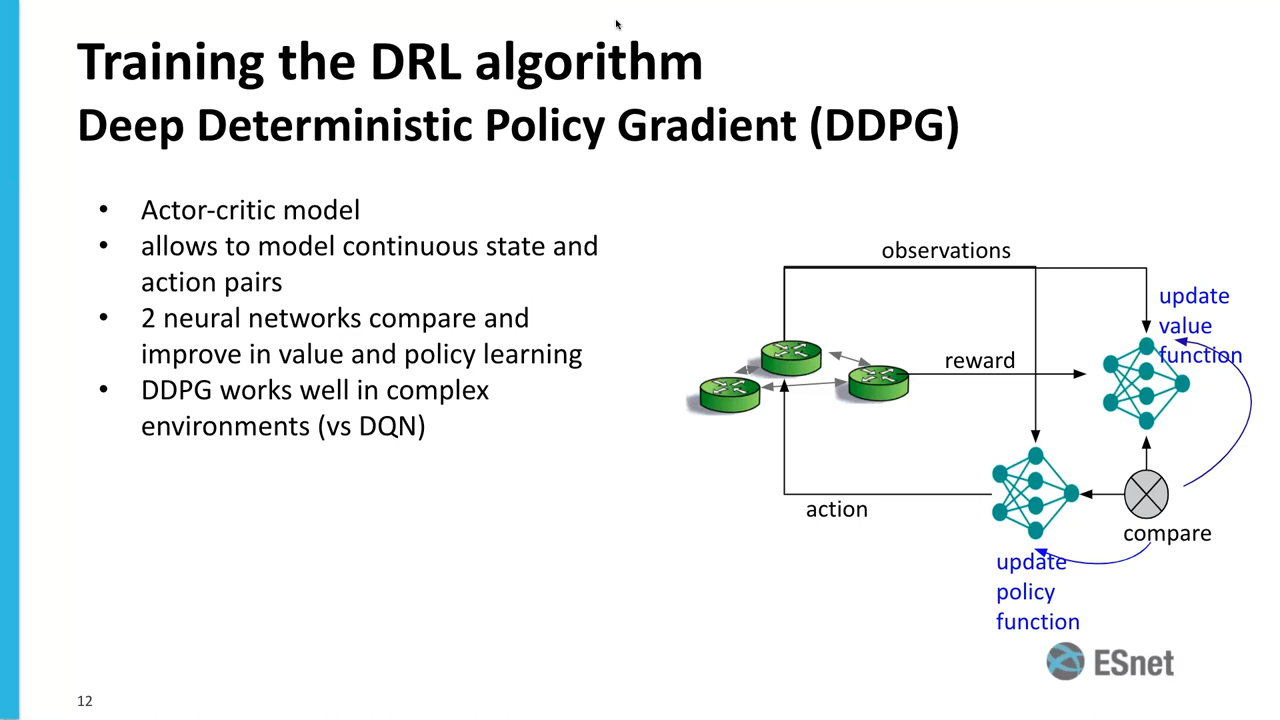 Training the DRL algorithm
Deep Deterministic Policy Gradient (DDPG)
• Actor-critic model
• allows to model continuous state and
action pairs
• 2 neural networks compare and
improve in value and policy learning
• DDPG works well in complex
environments (vs DQN)
observations
update
value
function
reward
action
compare
update
policy
function
ESnet
12